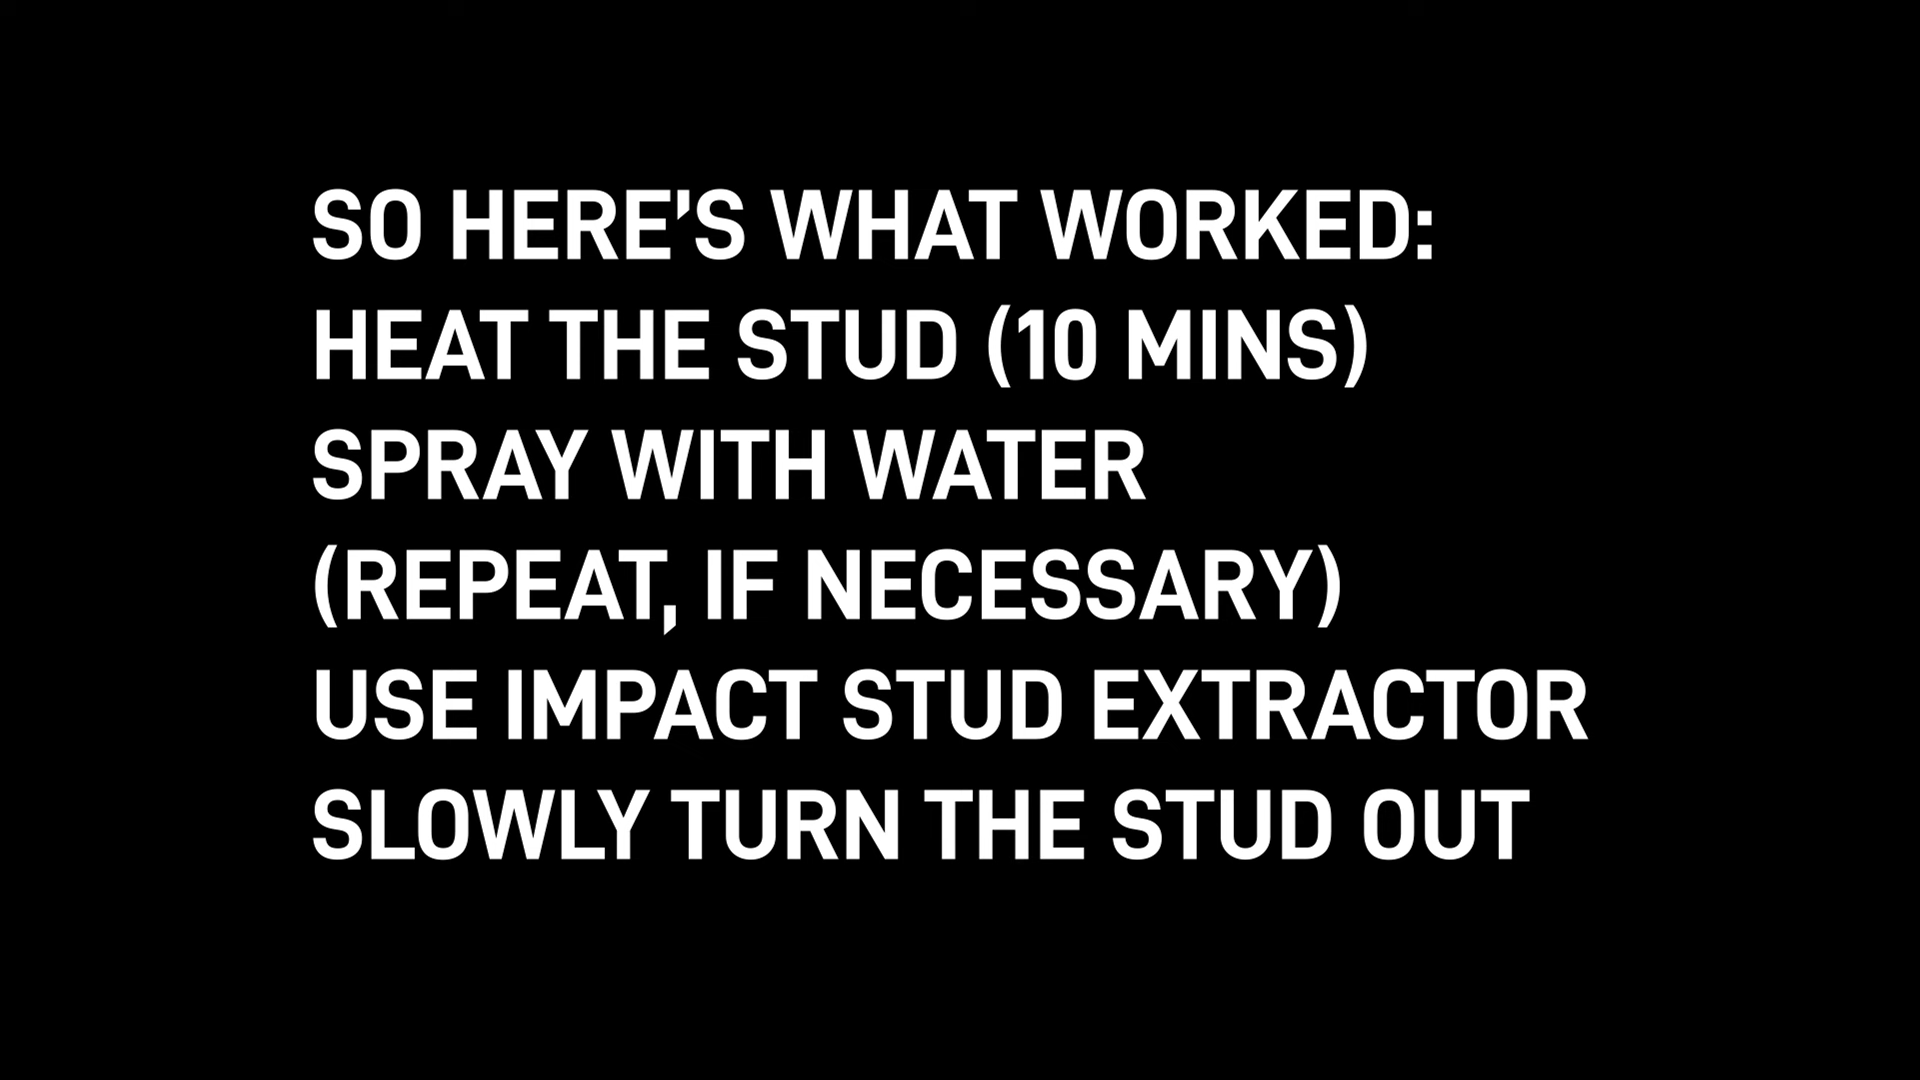 SO HERE’S WHAT WORKED:
HEAT THE STUD (10 MINS)
SPRAY WITH WATER
(REPEAT, IF NECESSARY)
USE IMPACT STUD EXTRACTOR
SLOWLY TURN THE STUD OUT